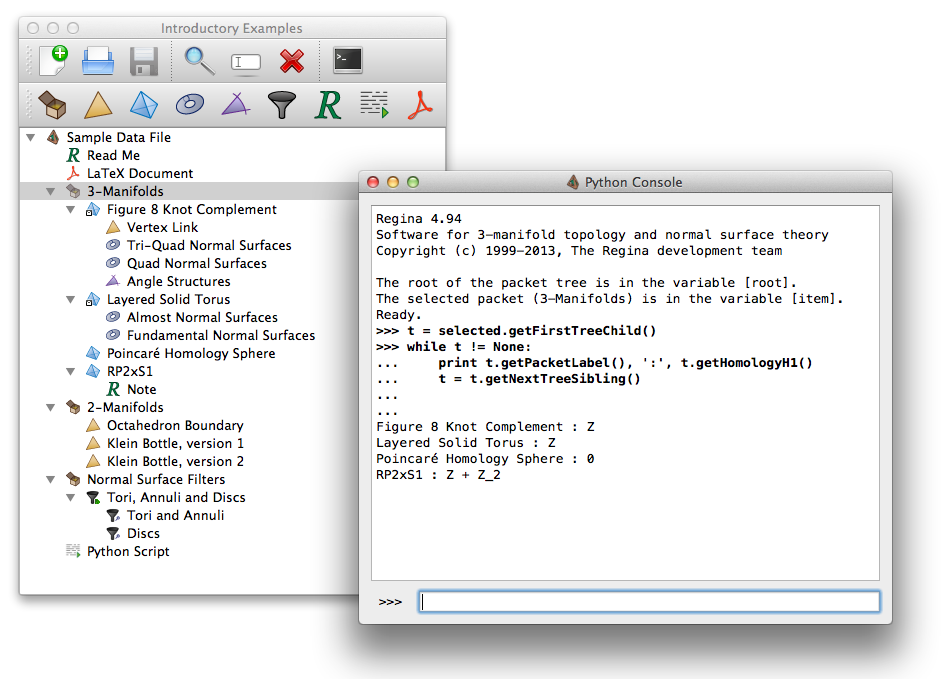 Introductory Examples
Sample Data File
Read Me
LaTeX Document
3-Manifolds
Figure 8 Knot Complement
Vertex Link
Tri-Quad Normal Surfaces
Quad Normal Surfaces
Angle Structures
Layered Solid Torus
Almost Normal Surfaces
Fundamental Normal Surfaces
Poincaré Homology Sphere
RP2xS1
Note
2-Manifolds
Octahedron Boundary
Klein Bottle, version 1
Klein Bottle, version 2
Normal Surface Filters
Tori, Annuli and Discs
Tori and Annuli
Discs
Python Script
Python Console
Regina 4.94
Software for 3-manifold topology and normal surface theory
Copyright (c) 1999-2013, The Regina development team
The root of the packet tree is in the variable [root].
The selected packet (3-Manifolds) is in the variable [item].
Ready.
>>> t = selected.getFirstTreeChild()
>>> while t != None:
...     print t.getPacketLabel(), ':', t.getHomologyH1()
...     t = t.getNextTreeSibling()
...
...
Figure 8 Knot Complement : Z
Layered Solid Torus : Z
Poincaré Homology Sphere : 0
RP2xS1 : Z + Z_2
>>>